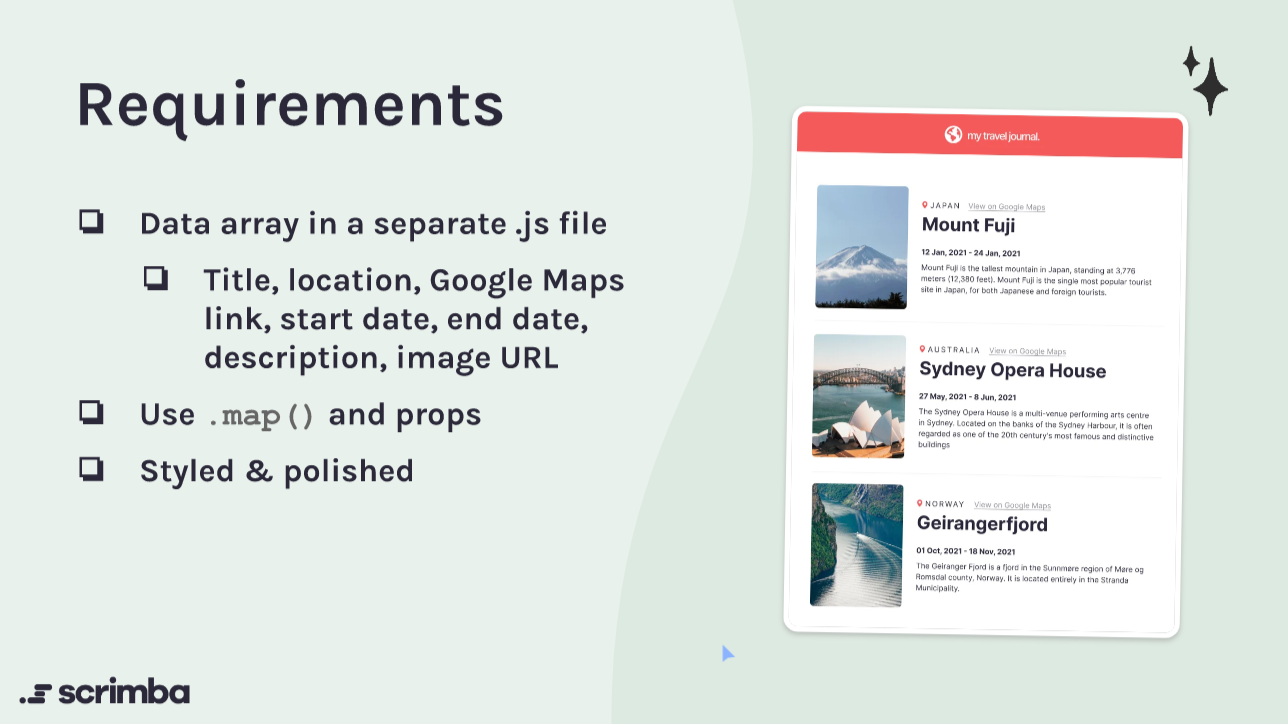 Requirements
Data array in a separate .js file
Title, location, Google Maps
link, start date, end date,
description, image URL
Use .map() and props
Styled & polished
scrimba
my travel journal.
JAPAN View on Google Maps
Mount Fuji
12 Jan, 2021 - 24 Jan, 2021
Mount Fuji is the tallest mountain in Japan, standing at 3,776
meters (12,380 feet). Mount Fuji is the single most popular tourist
site in Japan, for both Japanese and foreign tourists.
AUSTRALIA View on Google Maps
Sydney Opera House
27 May, 2021 - 8 Jun, 2021
The Sydney Opera House is a multi-venue performing arts centre
in Sydney. Located on the banks of the Sydney Harbour, it is often
regarded as one of the 20th century's most famous and distinctive
buildings
NORWAY View on Google Maps
Geirangerfjord
01 Oct, 2021 - 18 Nov, 2021
The Geiranger Fjord is a fjord in the Sunnmøre region of Møre og
Romsdal county, Norway. It is located entirely in the Stranda
Municipality.